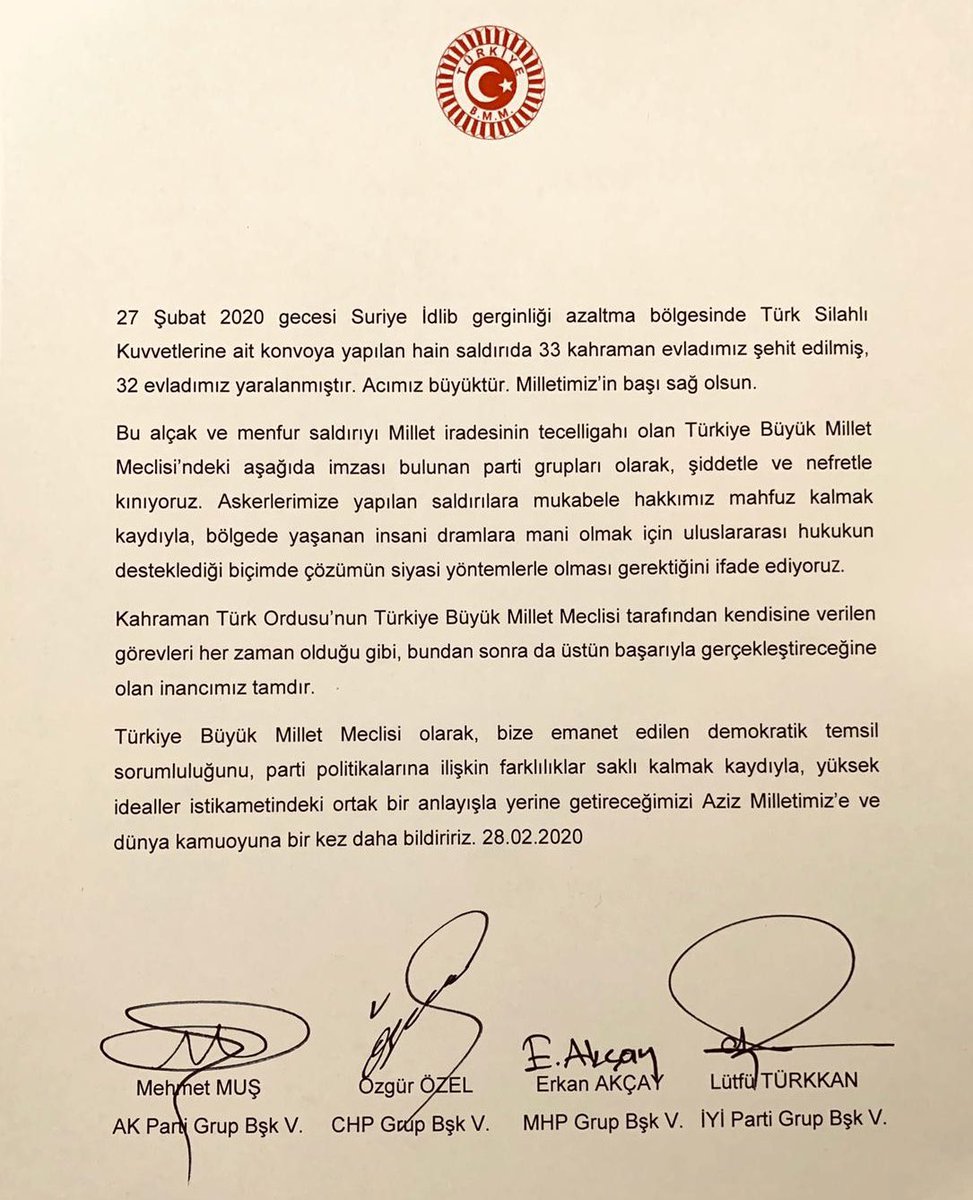 TÜRKİYE
B.M.M.
27 Şubat 2020 gecesi Suriye İdlib gerginliği azaltma bölgesinde Türk Silahlı
Kuvvetlerine ait konvoya yapılan hain saldırıda 33 kahraman evladımız şehit edilmiş,
32 evladımız yaralanmıştır. Acımız büyüktür. Milletimiz’in başı sağ olsun.
Bu alçak ve menfur saldırıyı Millet iradesinin tecelligahı olan Türkiye Büyük Millet
Meclisi’ndeki aşağıda imzası bulunan parti grupları olarak, şiddetle ve nefretle
kınıyoruz. Askerlerimize yapılan saldırılara mukabele hakkımız mahfuz kalmak
kaydıyla, bölgede yaşanan insani dramlara mani olmak için uluslararası hukukun
desteklediği biçimde çözümün siyasi yöntemlerle olması gerektiğini ifade ediyoruz.
Kahraman Türk Ordusu’nun Türkiye Büyük Millet Meclisi tarafından kendisine verilen
görevleri her zaman olduğu gibi, bundan sonra da üstün başarıyla gerçekleştireceğine
olan inancımız tamdır.
Türkiye Büyük Millet Meclisi olarak, bize emanet edilen demokratik temsil
sorumluluğunu, parti politikalarına ilişkin farklılıklar saklı kalmak kaydıyla, yüksek
idealler istikametindeki ortak bir anlayışla yerine getireceğimizi Aziz Milletimiz’e ve
dünya kamuoyuna bir kez daha bildiririz. 28.02.2020
E. Akçay
Mehmet MUŞ Özgür ÖZEL Erkan AKÇAY Lütfü TÜRKKAN
AK Parti Grup Bşk V. CHP Grup Bşk V. MHP Grup Bşk V. İYİ Parti Grup Bşk V.